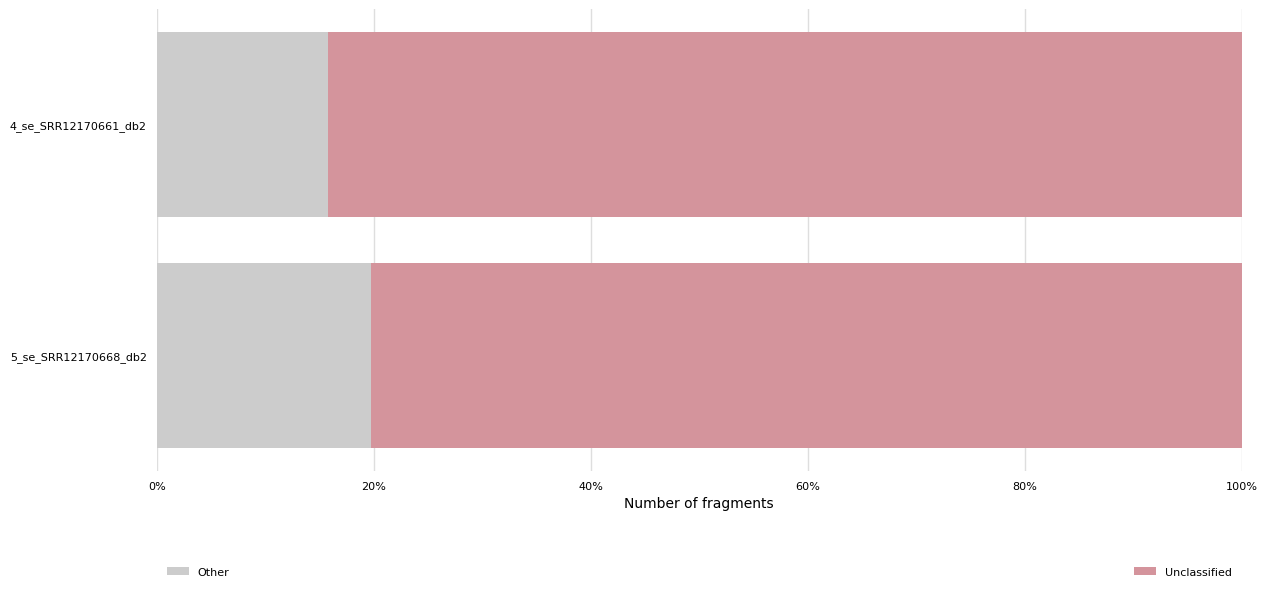 4_se_SRR12170661_db2
5_se_SRR12170668_db2
0% 20% 40% 60% 80% 100%
Number of fragments
Other Unclassified